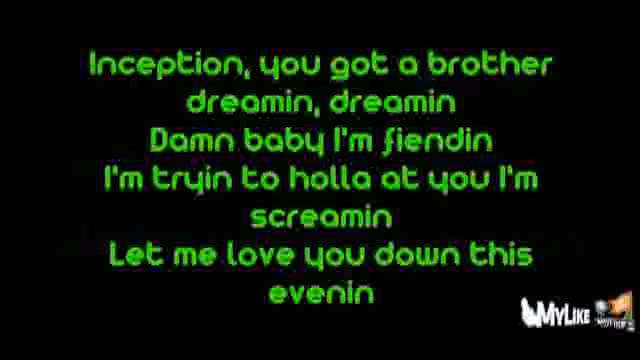 Inception, you got a brother
dreamin, dreamin
Damn baby I'm fiendin
I'm tryin to holla at you I'm
screamin
Let me love you down this
evenin
MyLike